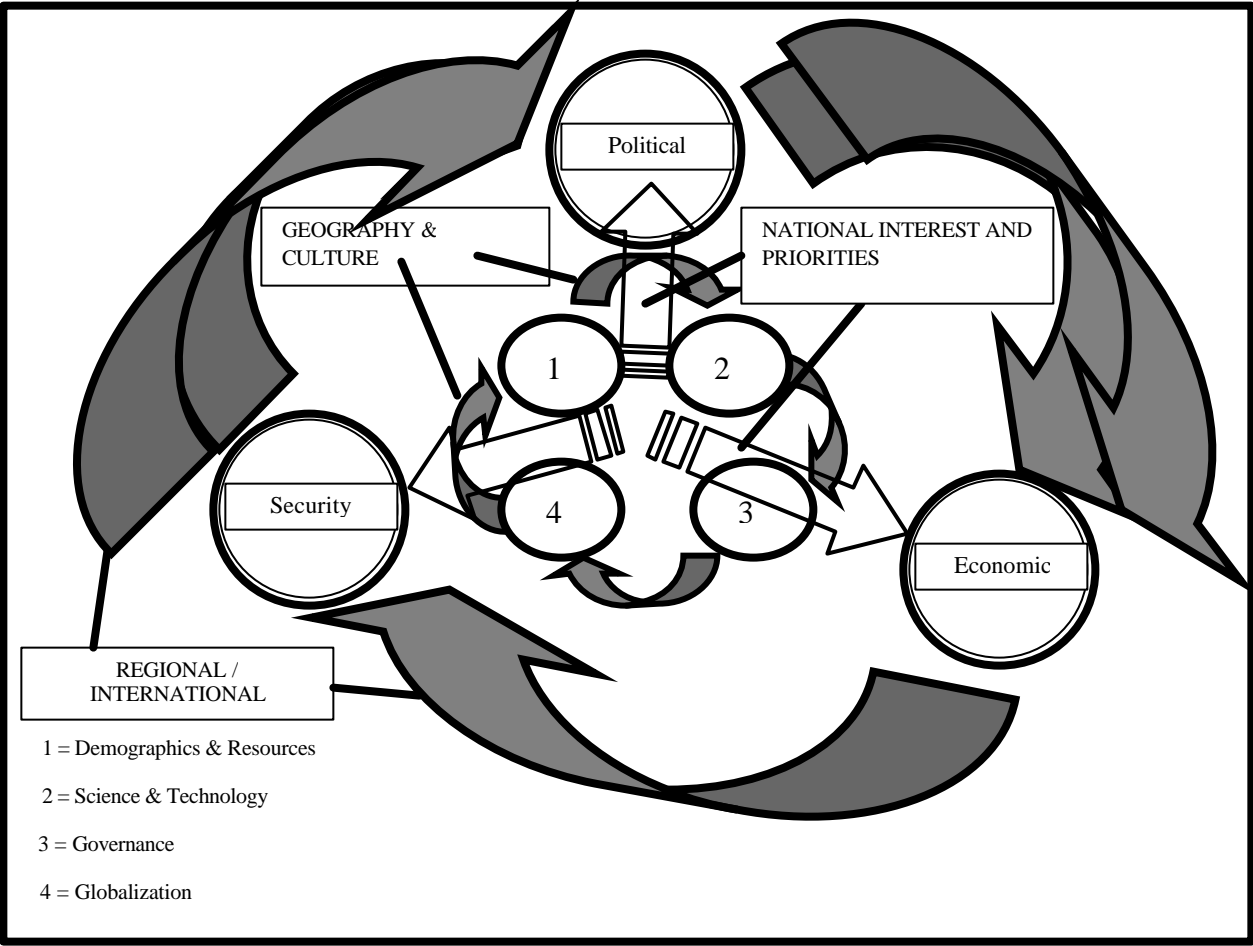 Political
GEOGRAPHY &
CULTURE
NATIONAL INTEREST AND
PRIORITIES
1
2
Security
4
3
Economic
REGIONAL /
INTERNATIONAL
1 = Demographics & Resources
2 = Science & Technology
3 = Governance
4 = Globalization